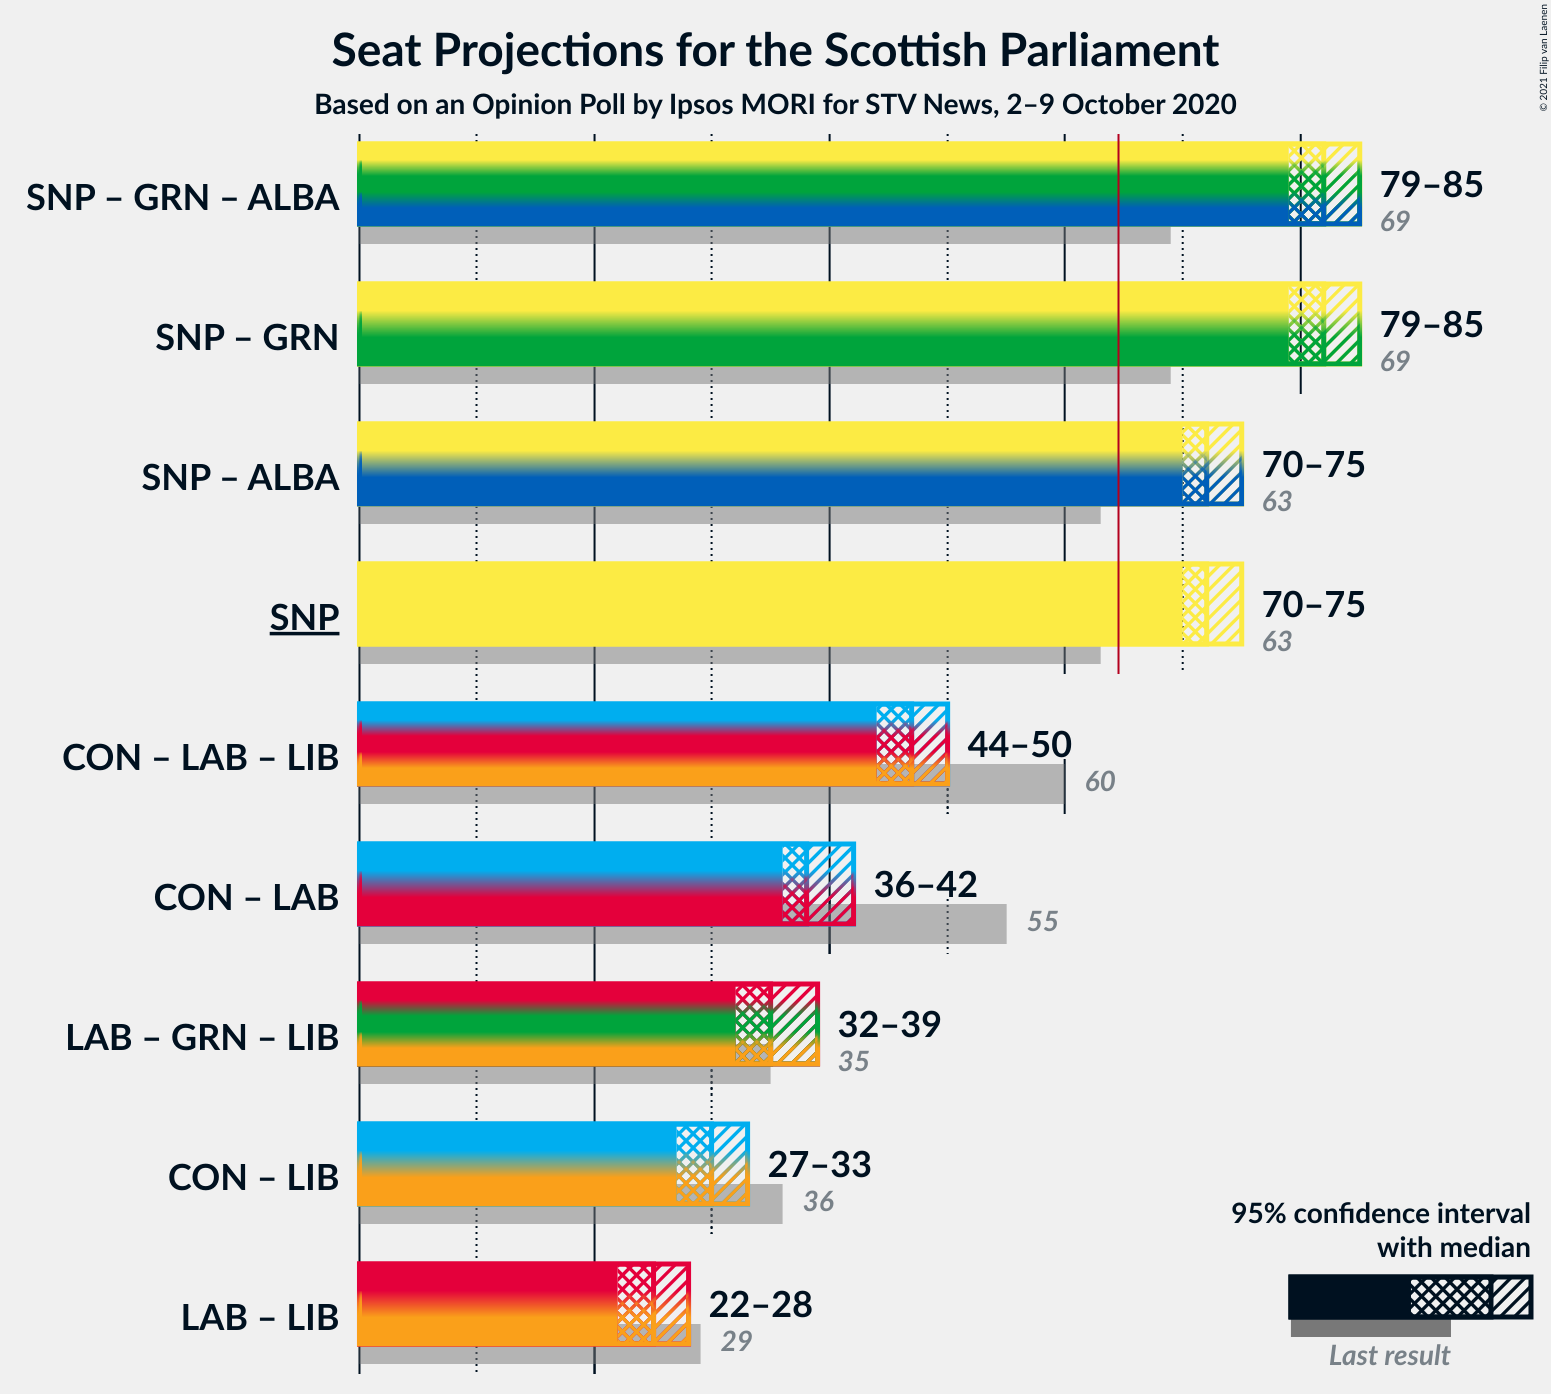 Seat Projections for the Scottish Parliament
Based on an Opinion Poll by Ipsos MORI for STV News, 2–9 October 2020
© 2021 Filip van Laenen
SNP – GRN – ALBA
79–85
69
SNP – GRN
79–85
69
SNP – ALBA
70–75
63
SNP
70–75
63
CON – LAB – LIB
44–50
60
CON – LAB
36–42
55
LAB – GRN – LIB
32–39
35
CON – LIB
27–33
36
LAB – LIB
22–28
29
95% confidence interval
with median
Last result